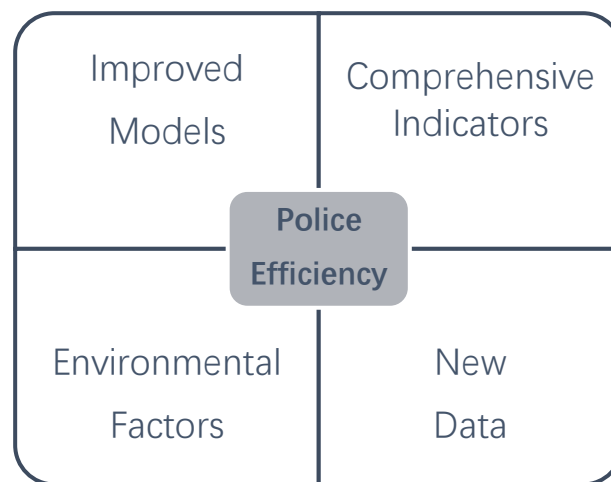 Improved
Models
Comprehensive
Indicators
Police
Efficiency
Environmental
Factors
New
Data